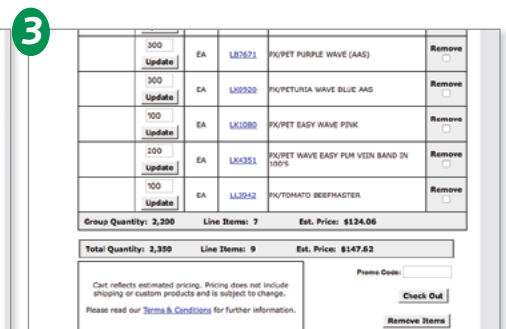 3
300
Update EA LB7671 PX/PET PURPLE WAVE (AAS) Remove
300
Update EA LK0920 PX/PETUNIA WAVE BLUE AAS Remove
100
Update EA LK1080 PX/PET EASY WAVE PINK Remove
200
Update EA LK4351 PX/PET WAVE EASY PLM VEIN BAND IN
100'S Remove
100
Update EA LL3942 PX/TOMATO BEEFMASTER Remove
Group Quantity: 2,200 Line Items: 7 Est. Price: $124.06
Total Quantity: 2,350 Line Items: 9 Est. Price: $147.62
Promo Code:
Cart reflects estimated pricing. Pricing does not include
shipping or custom products and is subject to change.
Check Out
Please read our Terms & Conditions for further information.
Remove Items